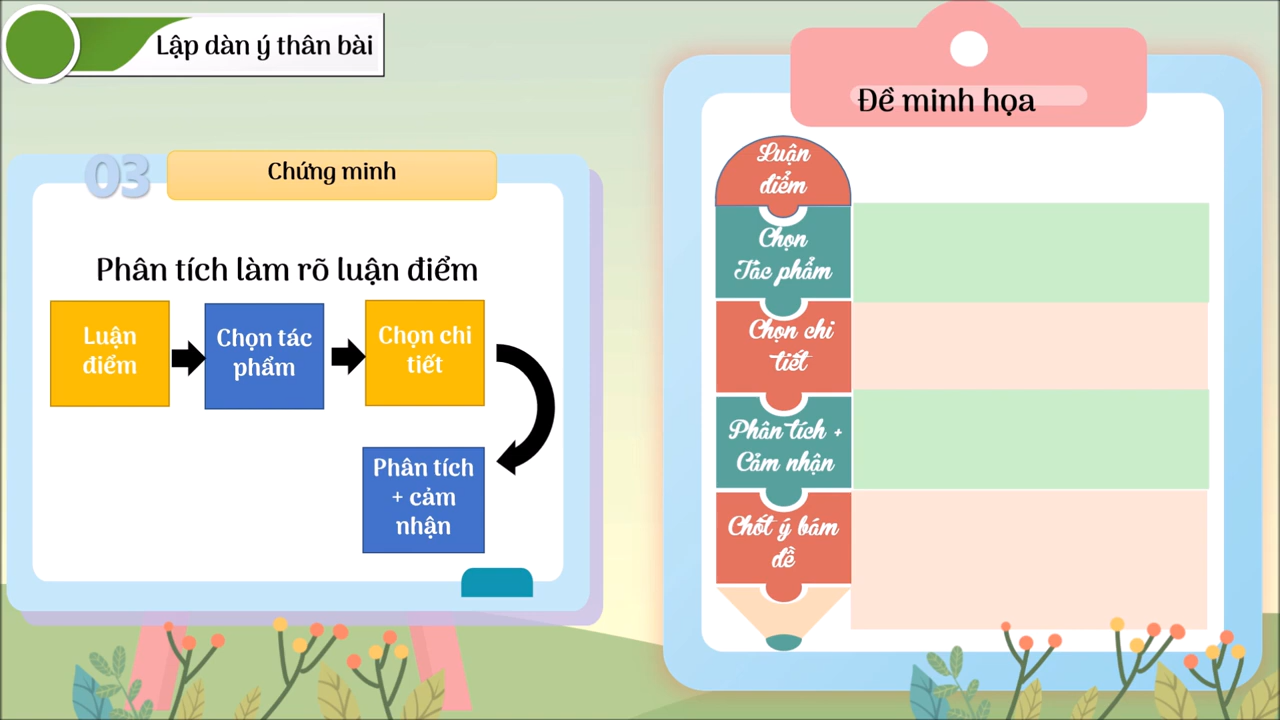 Lập dàn ý thân bài
03
Chứng minh
Phân tích làm rõ luận điểm
Luận
điểm
Chọn tác
phẩm
Chọn chi
tiết
Phân tích
+ cảm
nhận
Đề minh họa
Luận
điểm
Chọn
Tác phẩm
Chọn chi
tiết
Phân tích +
Cảm nhận
Chốt ý bám
đề